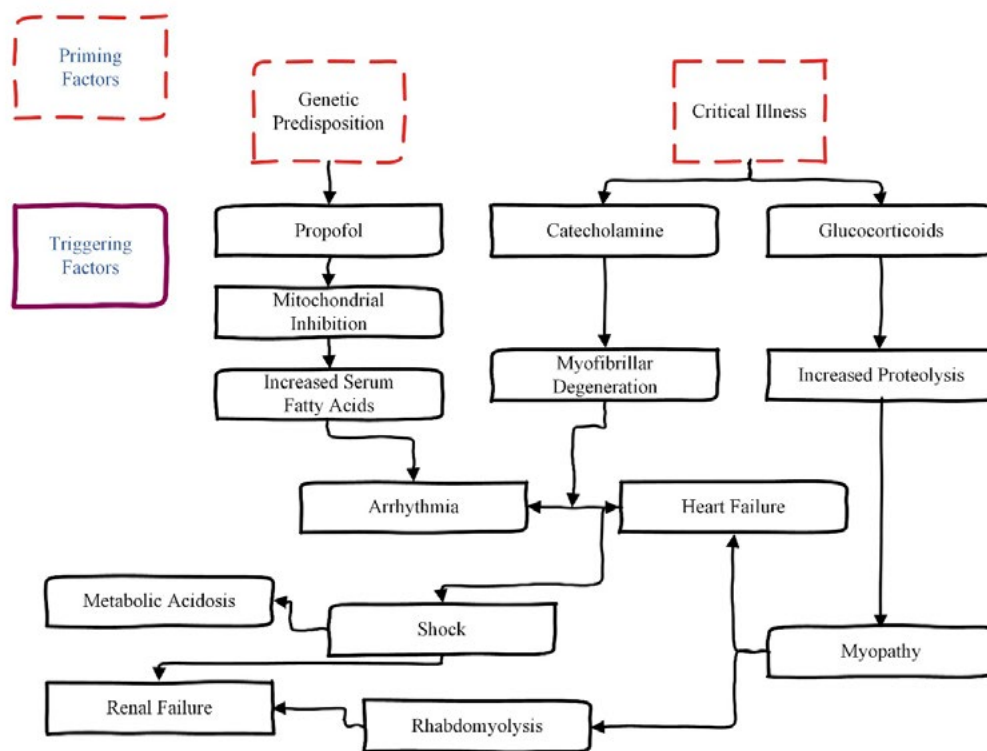 Priming
Factors
Genetic
Predisposition
Critical Illness
Triggering
Factors
Propofol
Catecholamine
Glucocorticoids
Mitochondrial
Inhibition
Increased Serum
Fatty Acids
Myofibrillar
Degeneration
Increased Proteolysis
Arrhythmia
Heart Failure
Metabolic Acidosis
Shock
Myopathy
Renal Failure
Rhabdomyolysis